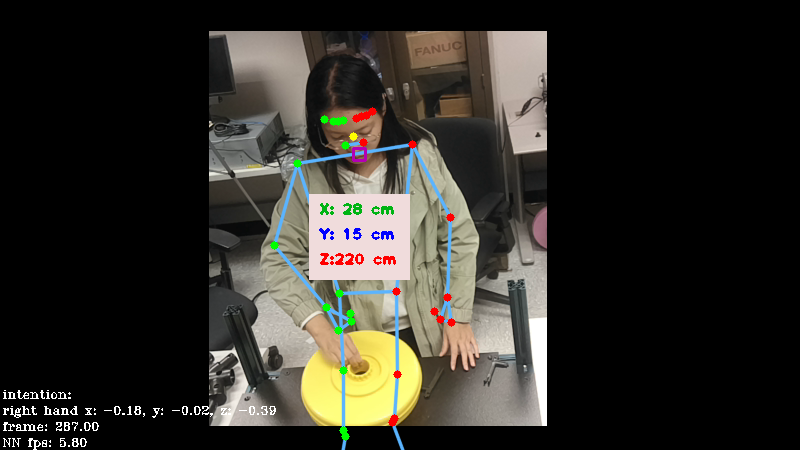 FANUC
X: 28 cm
Y: 15 cm
Z:220 cm
intention:
right hand x: -0.18, y: -0.02, z: -0.39
frame: 287.00
NN fps: 5.80